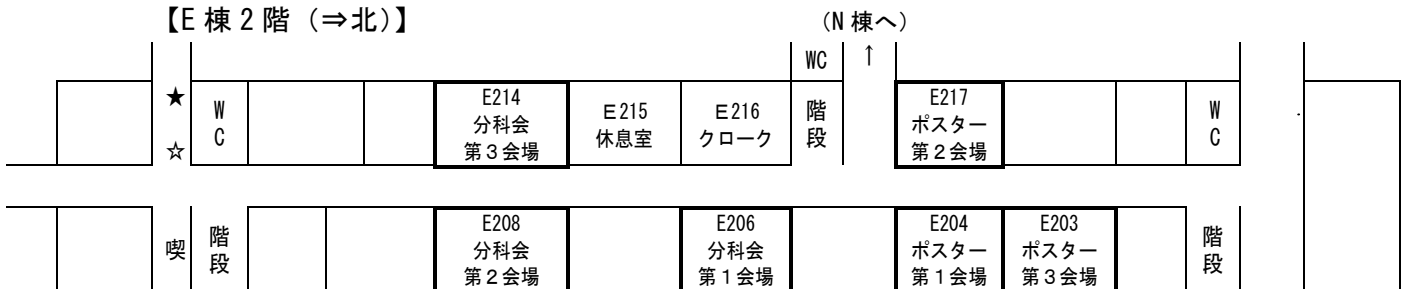 【E棟2階（⇒北）】
（N棟へ）
WC
↑
★
☆
WC
E214
分科会
第３会場
Ｅ215
休息室
Ｅ216
クローク
階段
E217
ポスター
第２会場
WC
喫
階段
E208
分科会
第２会場
E206
分科会
第１会場
E204
ポスター
第１会場
E203
ポスター
第３会場
階段